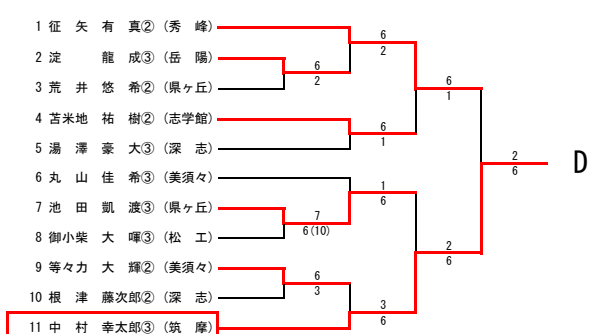 1 征 矢 有 真② (秀 峰)
2 淀 龍 成③ (岳 陽)
3 荒 井 悠 希② (県ヶ丘)
4 苫米地 祐 樹② (志学館)
5 湯 澤 豪 大③ (深 志)
6 丸 山 佳 希③ (美須々)
7 池 田 凱 渡③ (県ヶ丘)
8 御小柴 大 暉③ (松 工)
9 等々力 大 輝② (美須々)
10 根 津 藤次郎② (深 志)
11 中 村 幸太郎③ (筑 摩)
6
2
6
2
6
1
6
1
7
6(10)
1
6
6
3
3
6
2
6
2
6
D